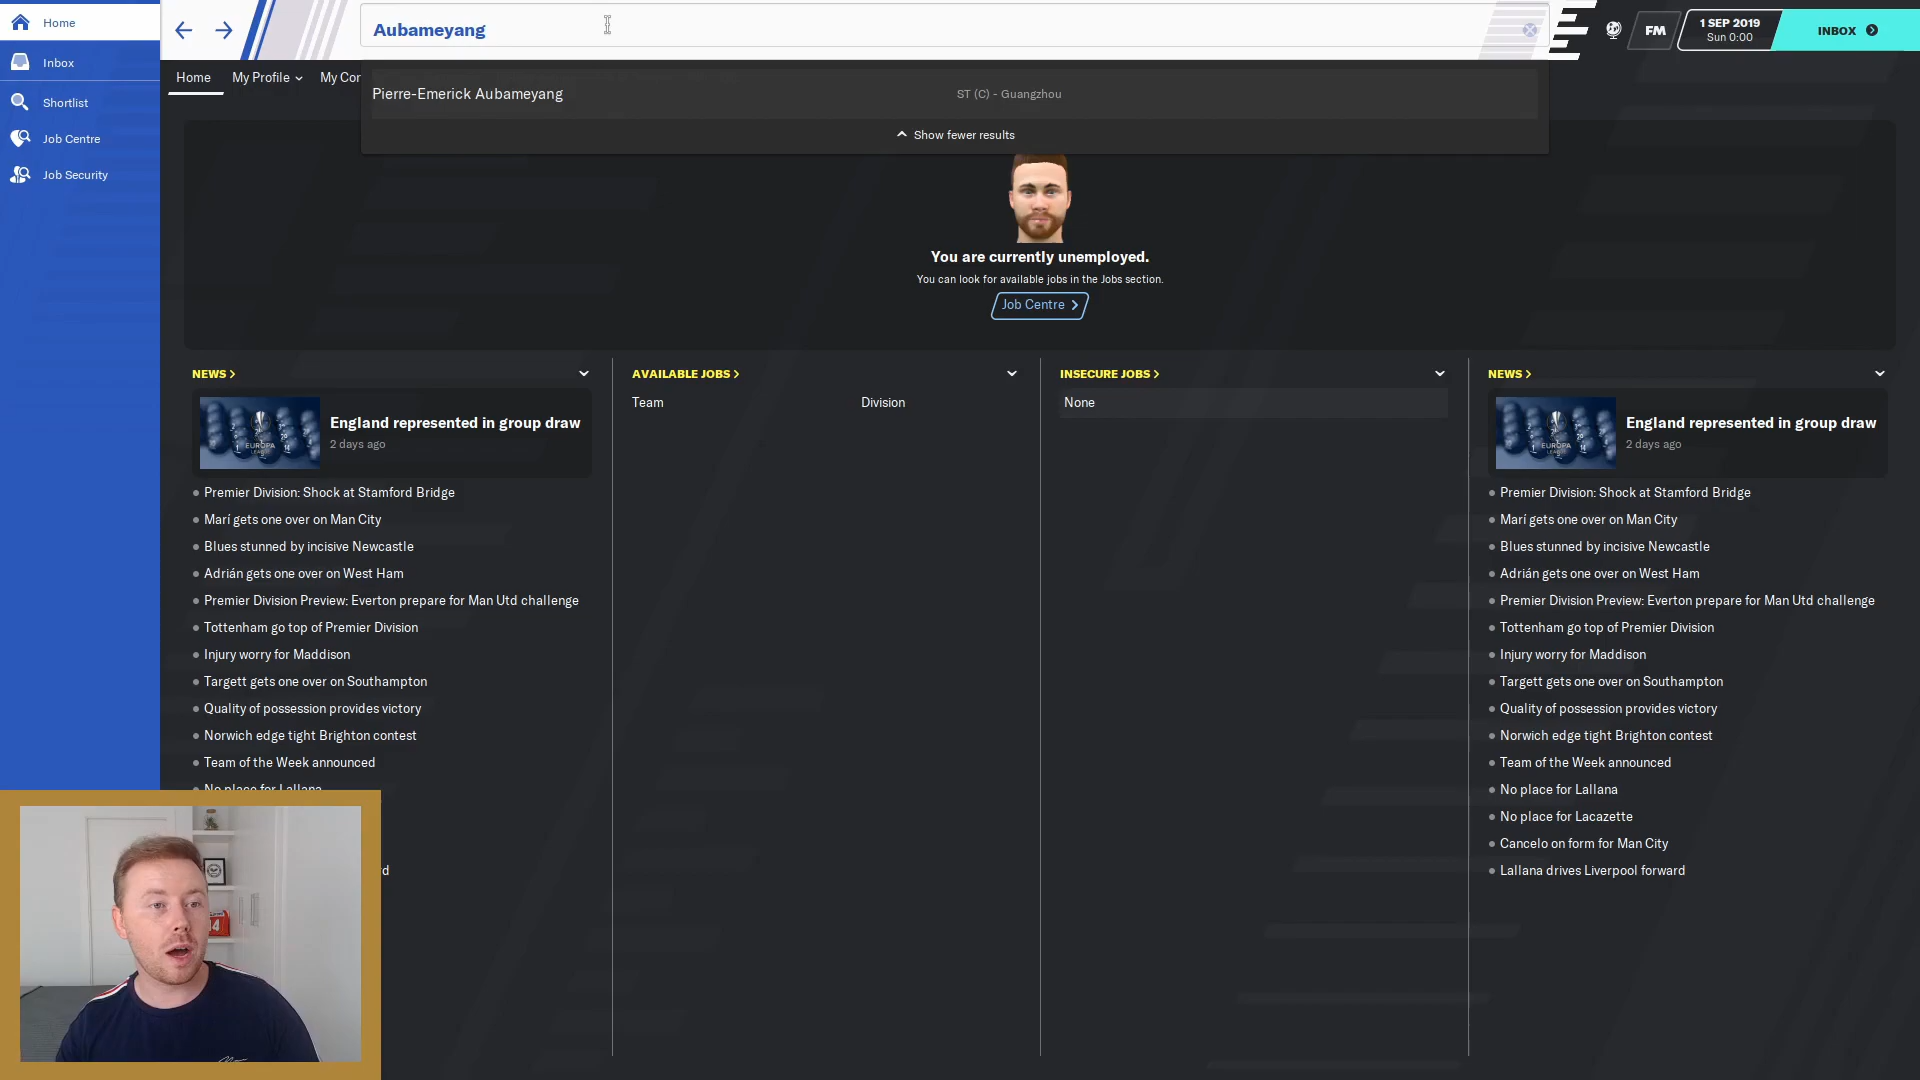 Home
Inbox
Shortlist
Job Centre
Job Security
Aubameyang
FM
1 SEP 2019
Sun 0:00
INBOX
Home
My Profile
My Cor
Pierre-Emerick Aubameyang
ST (C) - Guangzhou
Show fewer results
You are currently unemployed.
You can look for available jobs in the Jobs section.
Job Centre
NEWS
England represented in group draw
2 days ago
EUROPA
Premier Division: Shock at Stamford Bridge
Marí gets one over on Man City
Blues stunned by incisive Newcastle
Adrián gets one over on West Ham
Premier Division Preview: Everton prepare for Man Utd challenge
Tottenham go top of Premier Division
Injury worry for Maddison
Targett gets one over on Southampton
Quality of possession provides victory
Norwich edge tight Brighton contest
Team of the Week announced
No place for Lallana
d
AVAILABLE JOBS
Team
Division
INSECURE JOBS
None
NEWS
England represented in group draw
2 days ago
EUROPA
Premier Division: Shock at Stamford Bridge
Marí gets one over on Man City
Blues stunned by incisive Newcastle
Adrián gets one over on West Ham
Premier Division Preview: Everton prepare for Man Utd challenge
Tottenham go top of Premier Division
Injury worry for Maddison
Targett gets one over on Southampton
Quality of possession provides victory
Norwich edge tight Brighton contest
Team of the Week announced
No place for Lallana
No place for Lacazette
Cancelo on form for Man City
Lallana drives Liverpool forward